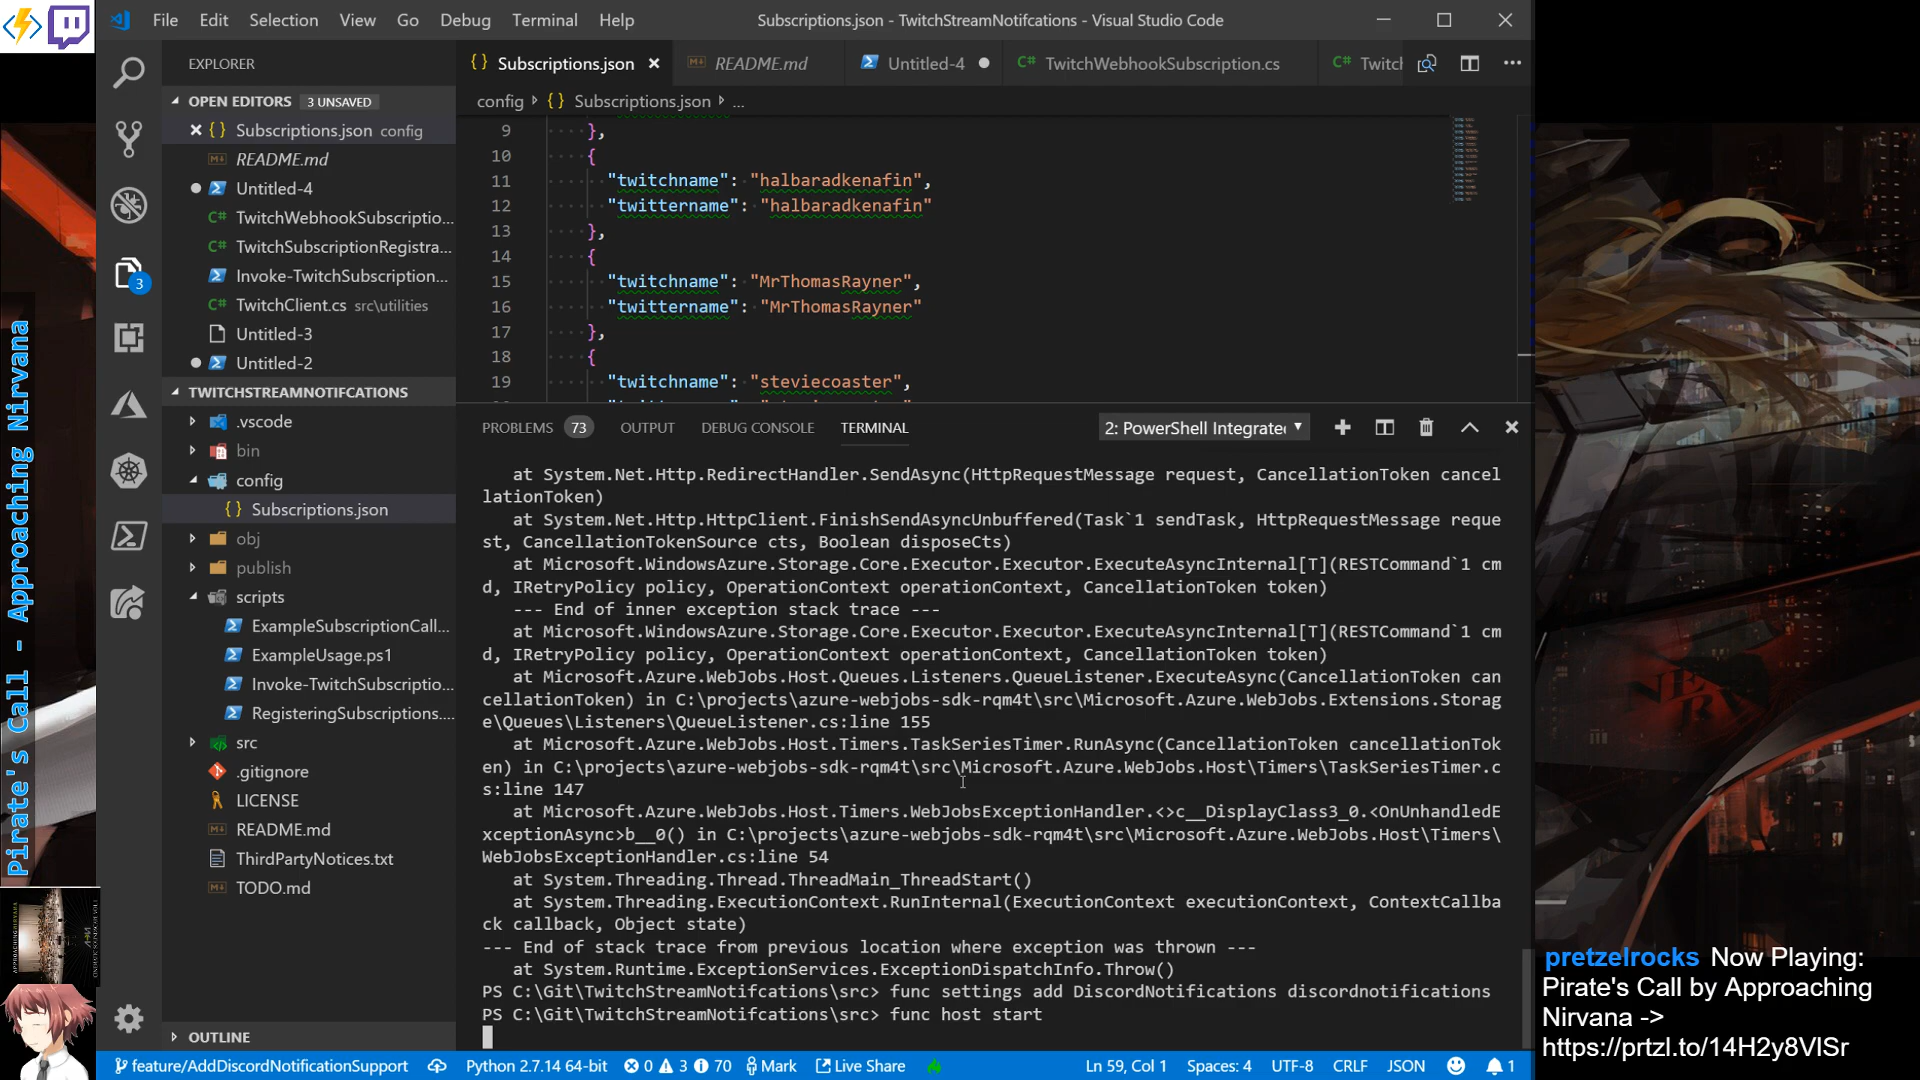 File Edit Selection View Go Debug Terminal Help
Subscriptions.json - TwitchStreamNotifcations - Visual Studio Code
EXPLORER
OPEN EDITORS 3 UNSAVED
Subscriptions.json config
README.md
Untitled-4
TwitchWebhookSubscriptio...
TwitchSubscriptionRegistra...
Invoke-TwitchSubscription...
TwitchClient.cs src\utilities
Untitled-3
Untitled-2
TWITCHSTREAMNOTIFCATIONS
.vscode
bin
config
Subscriptions.json
obj
publish
scripts
ExampleSubscriptionCall...
ExampleUsage.ps1
Invoke-TwitchSubscriptio...
RegisteringSubscriptions....
src
.gitignore
LICENSE
README.md
ThirdPartyNotices.txt
TODO.md
OUTLINE
3
Subscriptions.json README.md Untitled-4 TwitchWebhookSubscription.cs Twitch
config Subscriptions.json ...
9 },
10 {
11 "twitchname": "halbaradkenafin",
12 "twittername": "halbaradkenafin"
13 },
14 {
15 "twitchname": "MrThomasRayner",
16 "twittername": "MrThomasRayner"
17 },
18 {
19 "twitchname": "steviecoaster",
PROBLEMS 73 OUTPUT DEBUG CONSOLE TERMINAL 2: PowerShell Integrate
at System.Net.Http.RedirectHandler.SendAsync(HttpRequestMessage request, CancellationToken cancel
lationToken)
at System.Net.Http.HttpClient.FinishSendAsyncUnbuffered(Task`1 sendTask, HttpRequestMessage reque
st, CancellationTokenSource cts, Boolean disposeCts)
at Microsoft.WindowsAzure.Storage.Core.Executor.Executor.ExecuteAsyncInternal[T](RESTCommand`1 cm
d, IRetryPolicy policy, OperationContext operationContext, CancellationToken token)
--- End of inner exception stack trace ---
at Microsoft.WindowsAzure.Storage.Core.Executor.Executor.ExecuteAsyncInternal[T](RESTCommand`1 cm
d, IRetryPolicy policy, OperationContext operationContext, CancellationToken token)
at Microsoft.Azure.WebJobs.Host.Queues.Listeners.QueueListener.ExecuteAsync(CancellationToken can
cellationToken) in C:\projects\azure-webjobs-sdk-rqm4t\src\Microsoft.Azure.WebJobs.Extensions.Storag
e\Queues\Listeners\QueueListener.cs:line 155
at Microsoft.Azure.WebJobs.Host.Timers.TaskSeriesTimer.RunAsync(CancellationToken cancellationTok
en) in C:\projects\azure-webjobs-sdk-rqm4t\src\Microsoft.Azure.WebJobs.Host\Timers\TaskSeriesTimer.c
s:line 147
at Microsoft.Azure.WebJobs.Host.Timers.WebJobsExceptionHandler.<>c__DisplayClass3_0.<OnUnhandledE
xceptionAsync>b__0() in C:\projects\azure-webjobs-sdk-rqm4t\src\Microsoft.Azure.WebJobs.Host\Timers\
WebJobsExceptionHandler.cs:line 54
at System.Threading.Thread.ThreadMain_ThreadStart()
at System.Threading.ExecutionContext.RunInternal(ExecutionContext executionContext, ContextCallba
ck callback, Object state)
--- End of stack trace from previous location where exception was thrown ---
at System.Runtime.ExceptionServices.ExceptionDispatchInfo.Throw()
PS C:\Git\TwitchStreamNotifcations\src> func settings add DiscordNotifications discordnotifications
PS C:\Git\TwitchStreamNotifcations\src> func host start
feature/AddDiscordNotificationSupport Python 2.7.14 64-bit 0 3 70 Mark Live Share Ln 59, Col 1 Spaces: 4 UTF-8 CRLF JSON 1
Pirate's Call - Approaching Nirvana
pretzelrocks Now Playing:
Pirate's Call by Approaching
Nirvana ->
https://prtzl.to/14H2y8VlSr